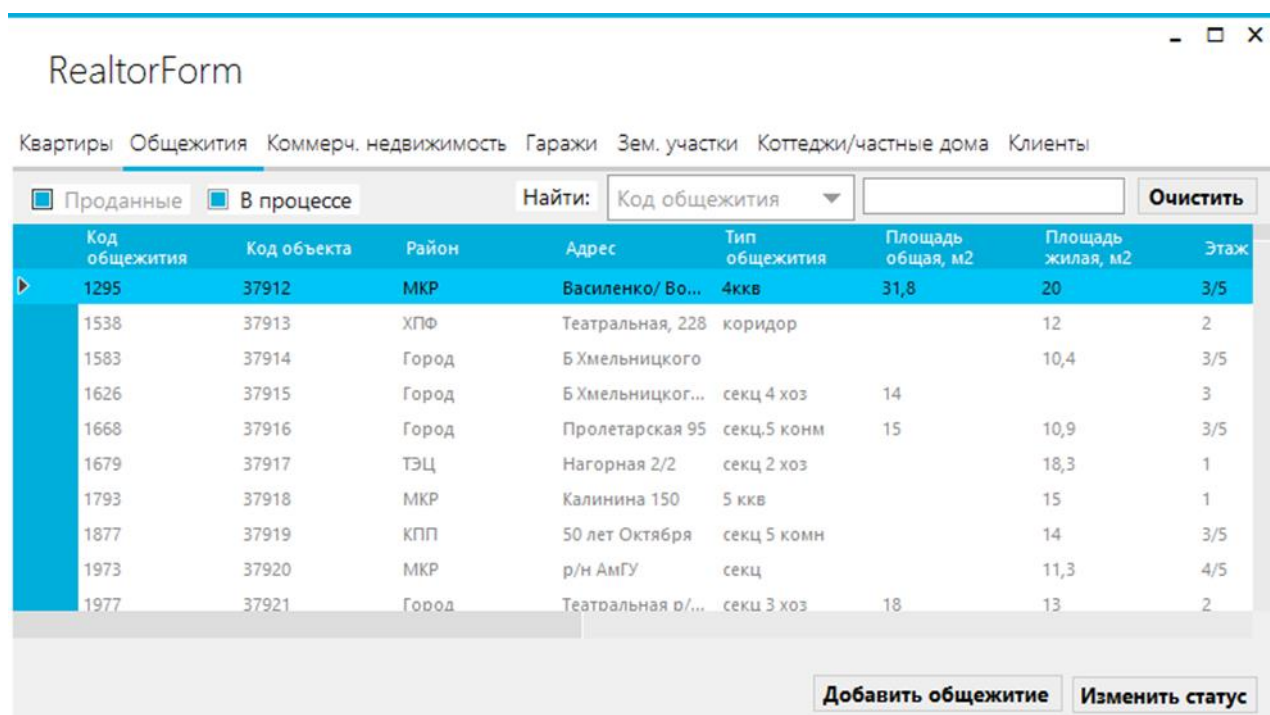 RealtorForm
Квартиры Общежития Коммерч. недвижимость Гаражи Зем. участки Коттеджи/частные дома Клиенты
Проданные В процессе Найти: Код общежития Очистить
Код общежития Код объекта Район Адрес Тип общежития Площадь общая, м2 Площадь жилая, м2 Этаж
1295 37912 МКР Василенко/ Во... 4ккв 31,8 20 3/5
1538 37913 ХПФ Театральная, 228 коридор 12 2
1583 37914 Город Б Хмельницкого 10,4 3/5
1626 37915 Город Б Хмельницког... секц 4 хоз 14 3
1668 37916 Город Пролетарская 95 секц.5 конм 15 10,9 3/5
1679 37917 ТЭЦ Нагорная 2/2 секц 2 хоз 18,3 1
1793 37918 МКР Калинина 150 5 ккв 15 1
1877 37919 КПП 50 лет Октября секц 5 комн 14 3/5
1973 37920 МКР р/н АмГУ секц 11,3 4/5
1977 37921 Город Театральная р/... секц 3 хоз 18 13 2
Добавить общежитие Изменить статус